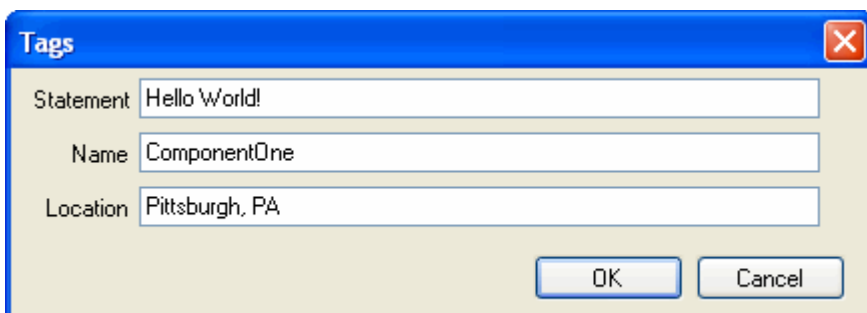 Tags
Statement Hello World!
Name ComponentOne
Location Pittsburgh, PA
OK Cancel